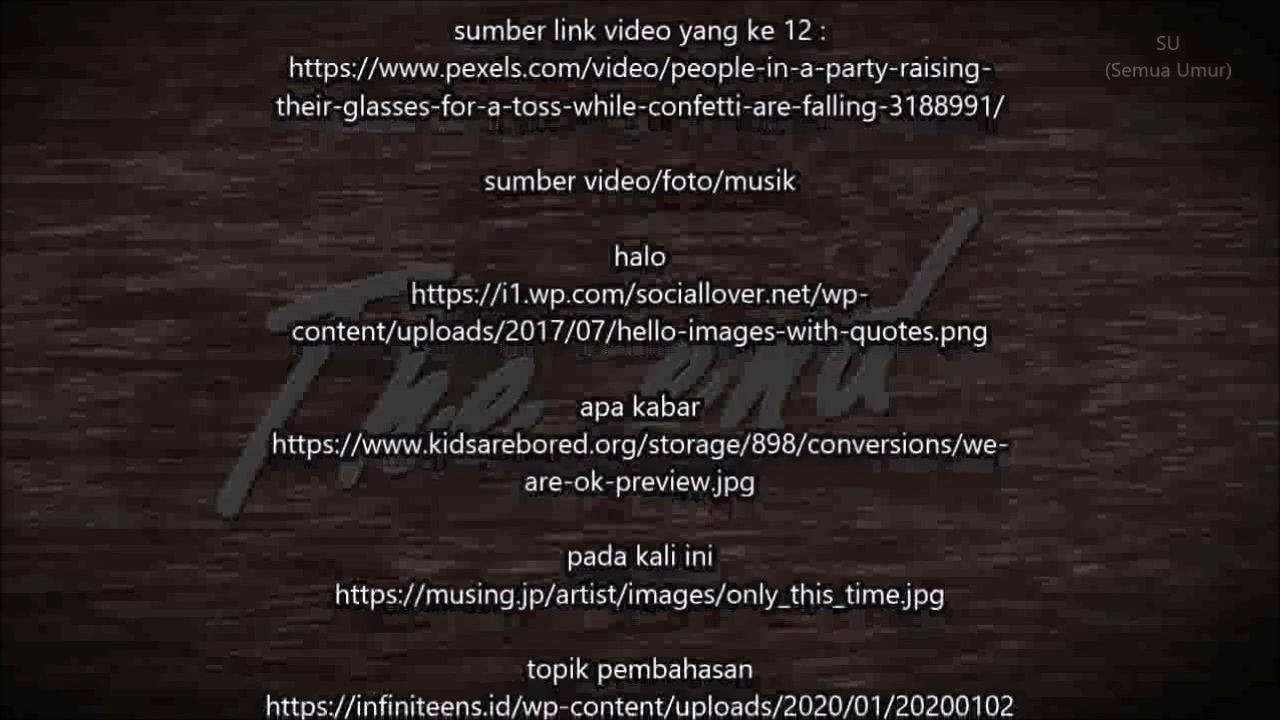 sumber link video yang ke 12 :
https://www.pexels.com/video/people-in-a-party-raising-
their-glasses-for-a-toss-while-confetti-are-falling-3188991/
SU
(Semua Umur)
sumber video/foto/musik
halo
https://i1.wp.com/sociallover.net/wp-
content/uploads/2017/07/hello-images-with-quotes.png
The end
apa kabar
https://www.kidsarebored.org/storage/898/conversions/we-
are-ok-preview.jpg
pada kali ini
https://musing.jp/artist/images/only_this_time.jpg
topik pembahasan
https://infiniteens.id/wp-content/uploads/2020/01/20200102